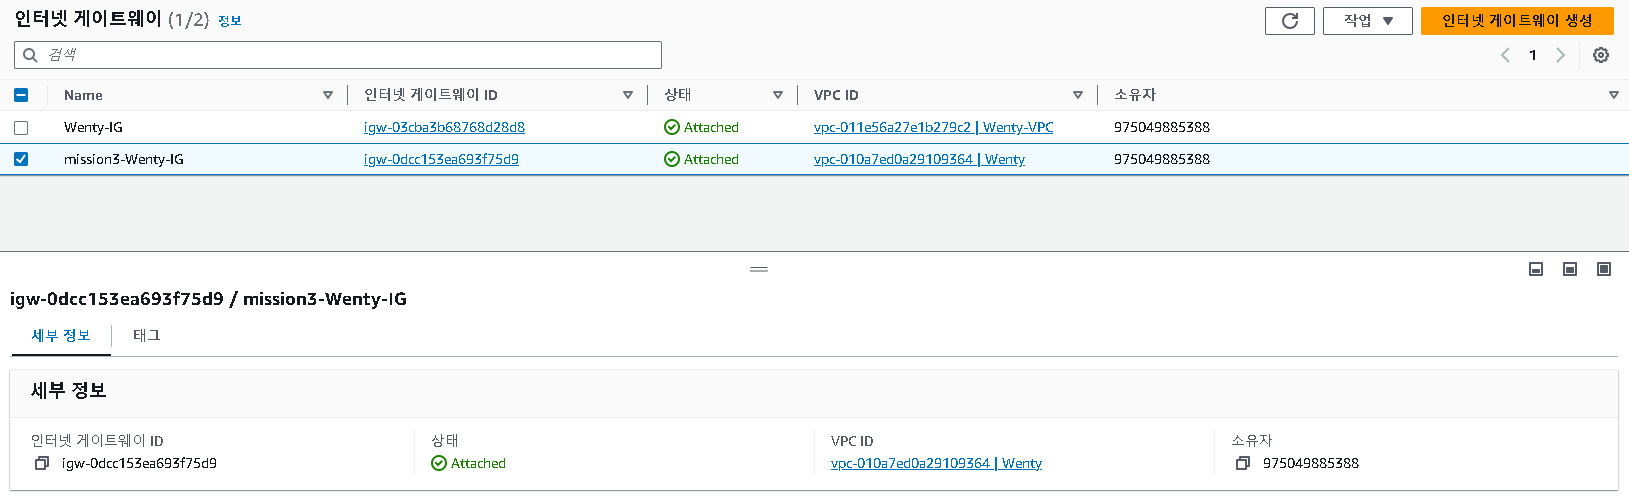 인터넷 게이트웨이 (1/2) 정보
작업
인터넷 게이트웨이 생성
검색
1
Name 인터넷 게이트웨이 ID 상태 VPC ID 소유자
Wenty-IG igw-03cba3b68768d28d8 Attached vpc-011e56a27e1b279c2 | Wenty-VPC 975049885388
mission3-Wenty-IG igw-0dcc153ea693f75d9 Attached vpc-010a7ed0a29109364 | Wenty 975049885388
igw-0dcc153ea693f75d9 / mission3-Wenty-IG
세부 정보 태그
세부 정보
인터넷 게이트웨이 ID 상태 VPC ID 소유자
igw-0dcc153ea693f75d9 Attached vpc-010a7ed0a29109364 | Wenty 975049885388